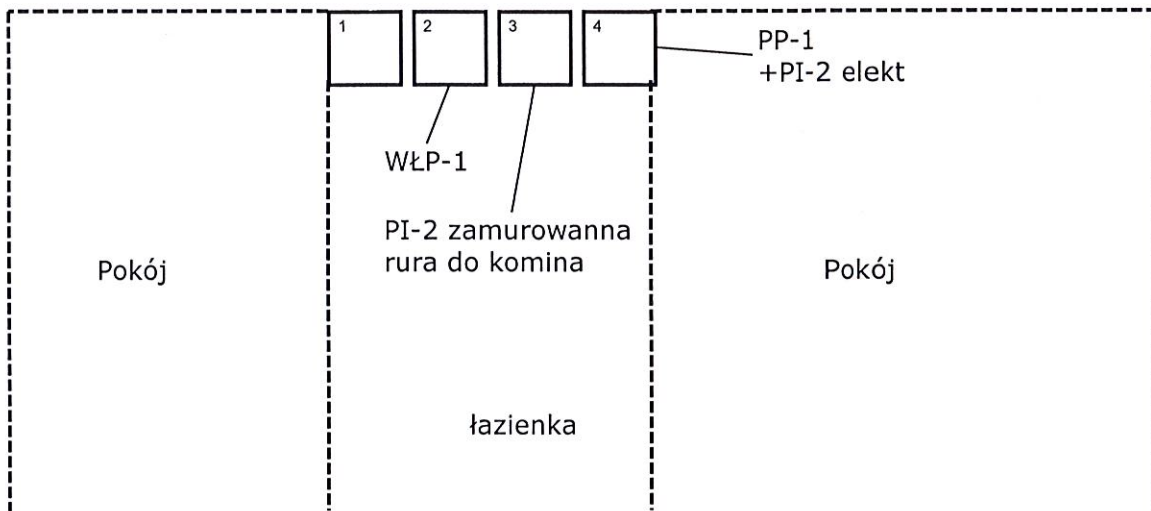 1
2
3
4
PP-1
+PI-2 elekt
WŁP-1
PI-2 zamurowanna
rura do komina
Pokój
Pokój
łazienka